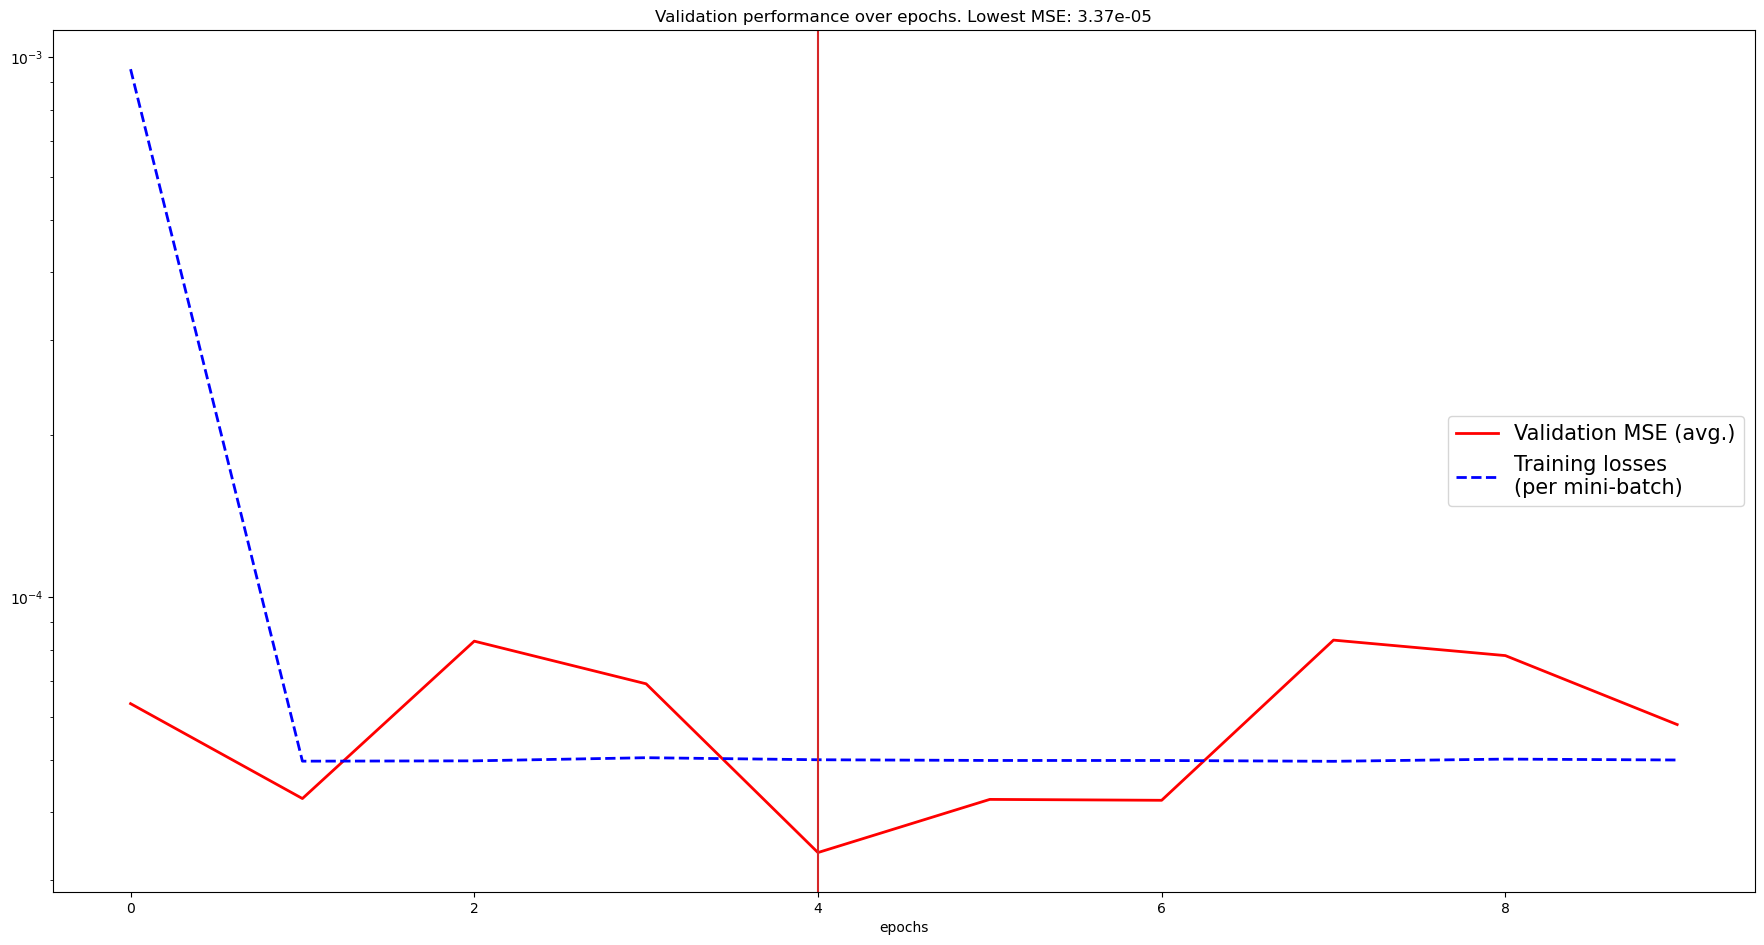 Validation performance over epochs. Lowest MSE: 3.37e-05
10⁻³
10⁻⁴
Validation MSE (avg.)
Training losses
(per mini-batch)
0 2 4 6 8
epochs